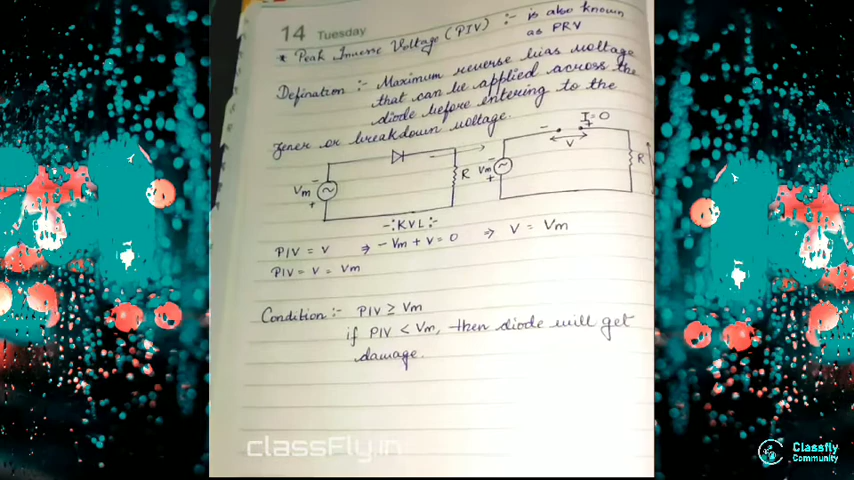 14 Tuesday
* Peak Inverse Voltage (PIV) :- is also known
as PRV
Defination :- Maximum reverse bias voltage
that can be applied across the
diode before entering to the
zener or breakdown voltage.
I=0
- +
V
Vm - + ~
R
Vm - + ~
R
-:KVL:-
PIV = V ⇒ -Vm + V = 0 ⇒ V = Vm
PIV = V = Vm
Condition :- PIV ≥ Vm
if PIV < Vm, then diode will get
damage.
classFly.in
Classfly
Community